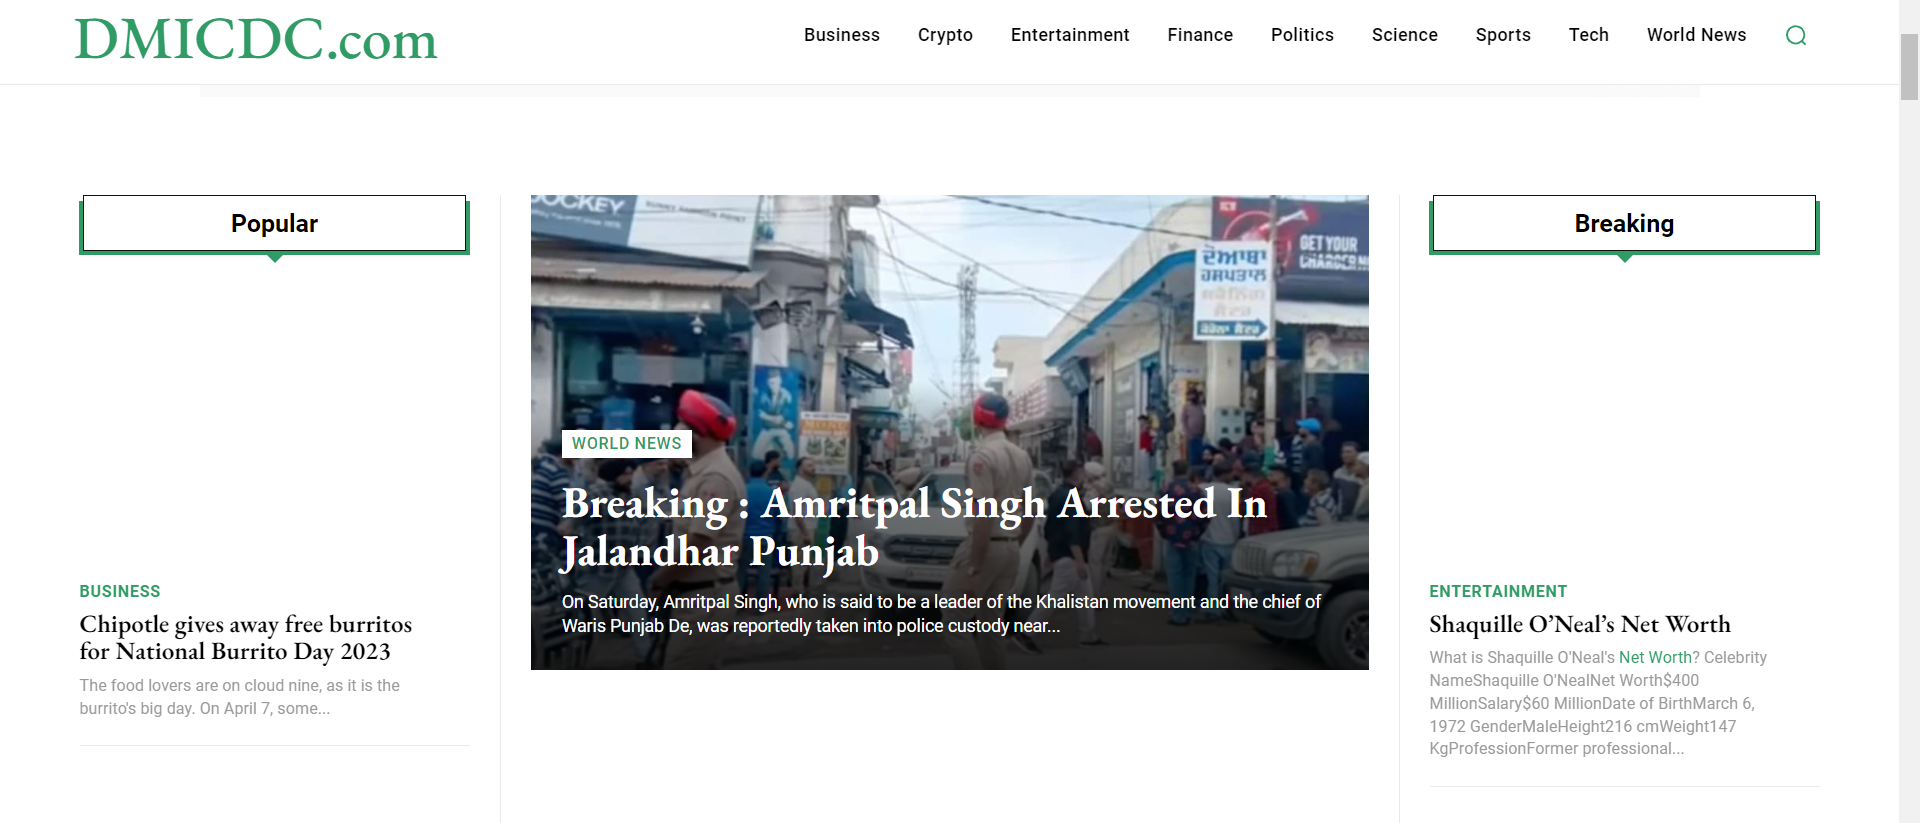 DMICDC.com
Business Crypto Entertainment Finance Politics Science Sports Tech World News
Popular
BUSINESS
Chipotle gives away free burritos
for National Burrito Day 2023
The food lovers are on cloud nine, as it is the
burrito's big day. On April 7, some...
JOCKEY
GET YOUR
ਦੋਆਬਾ
ਹਸਪਤਾਲ
WORLD NEWS
Breaking : Amritpal Singh Arrested In
Jalandhar Punjab
On Saturday, Amritpal Singh, who is said to be a leader of the Khalistan movement and the chief of
Waris Punjab De, was reportedly taken into police custody near...
Breaking
ENTERTAINMENT
Shaquille O’Neal’s Net Worth
What is Shaquille O'Neal's Net Worth? Celebrity
NameShaquille O'NealNet Worth$400
MillionSalary$60 MillionDate of BirthMarch 6,
1972 GenderMaleHeight216 cmWeight147
KgProfessionFormer professional...